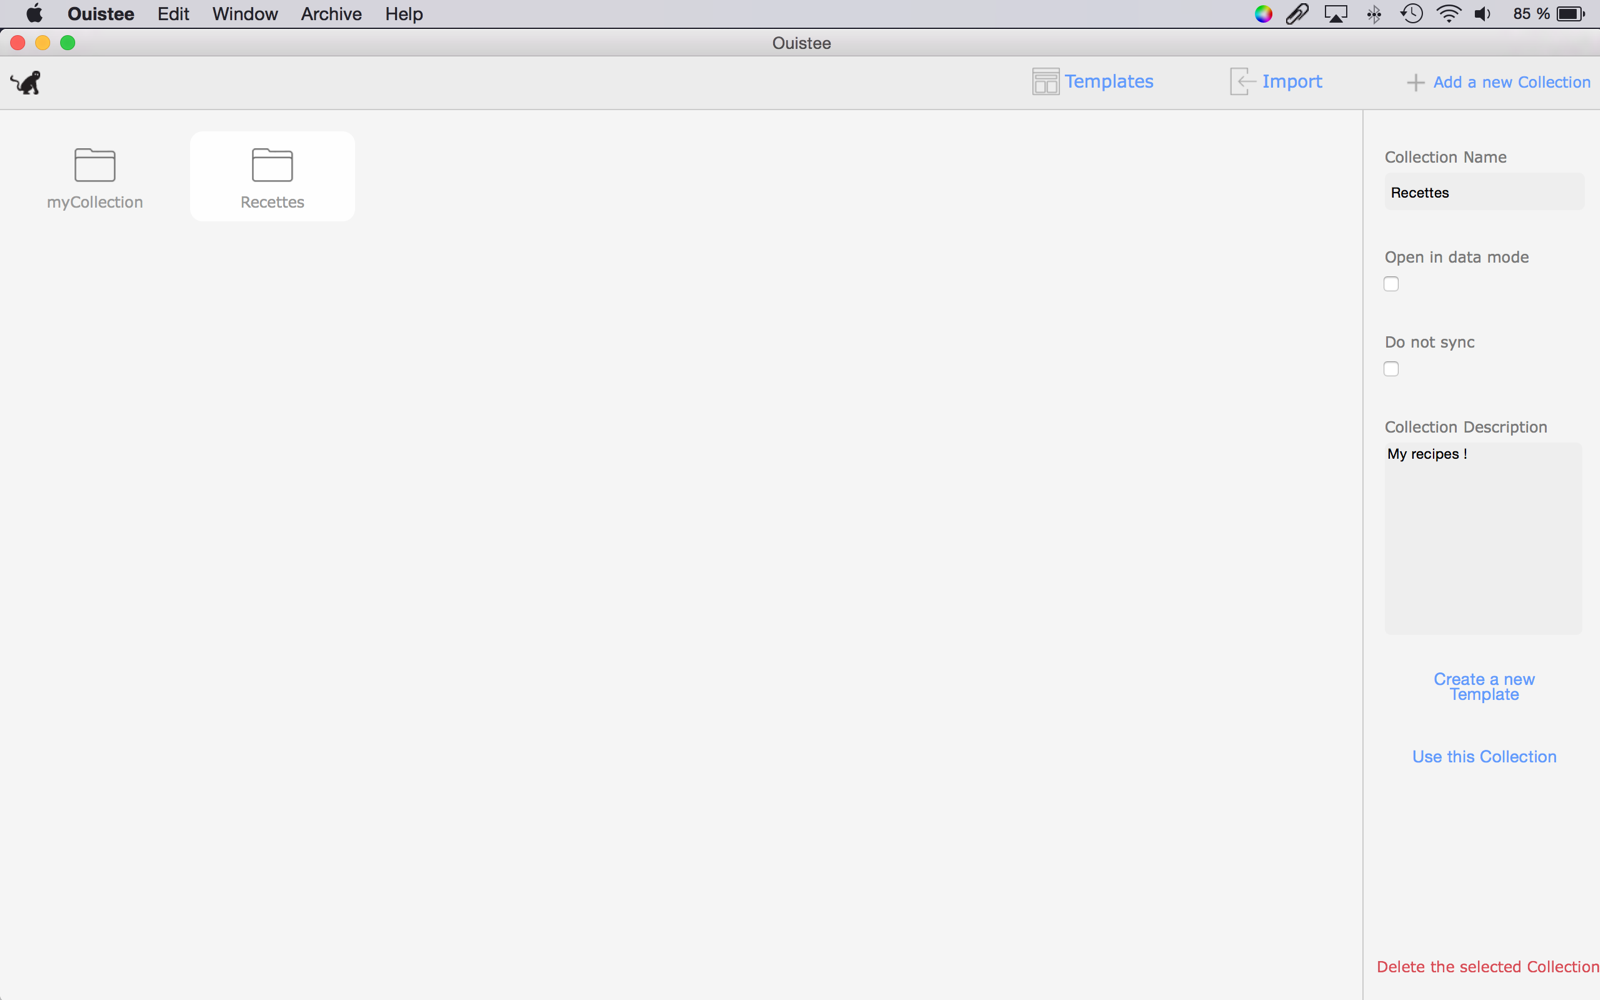 Ouistee Edit Window Archive Help 85 %
Ouistee
Templates Import Add a new Collection
myCollection
Recettes
Collection Name
Recettes
Open in data mode
Do not sync
Collection Description
My recipes !
Create a new
Template
Use this Collection
Delete the selected Collection